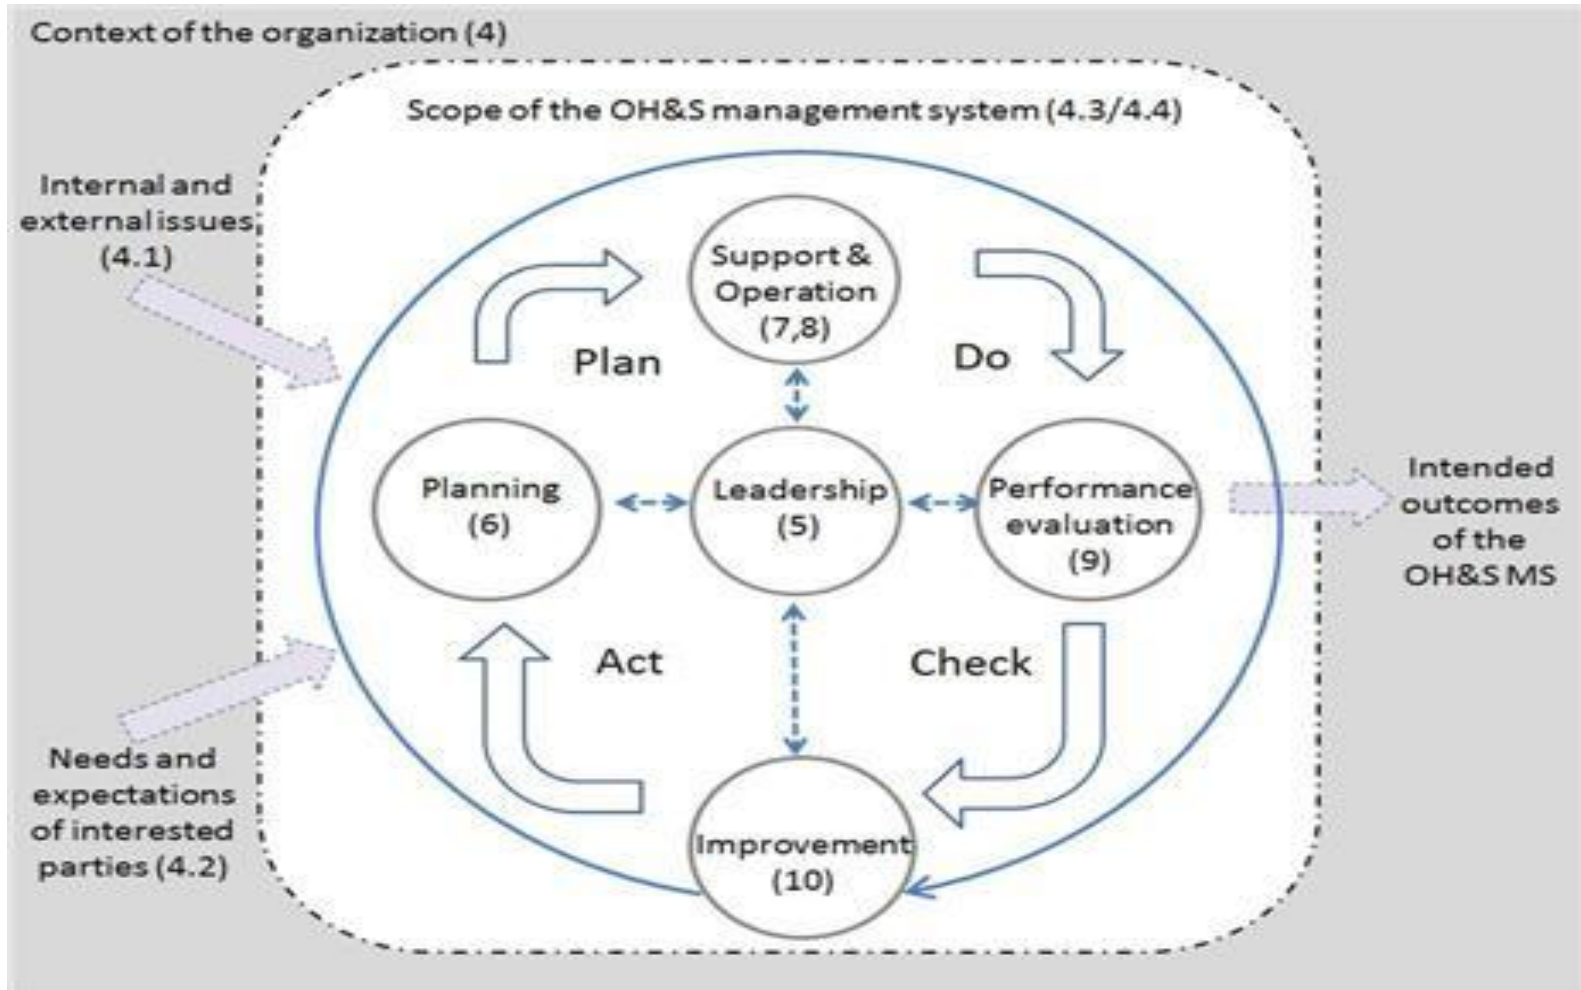 Context of the organization (4)
Scope of the OH&S management system (4.3/4.4)
Internal and
external issues
(4.1)
Support &
Operation
(7,8)
Plan
Do
Planning
(6)
Leadership
(5)
Performance
evaluation
(9)
Intended
outcomes
of the
OH&S MS
Act
Check
Needs and
expectations
of interested
parties (4.2)
Improvement
(10)